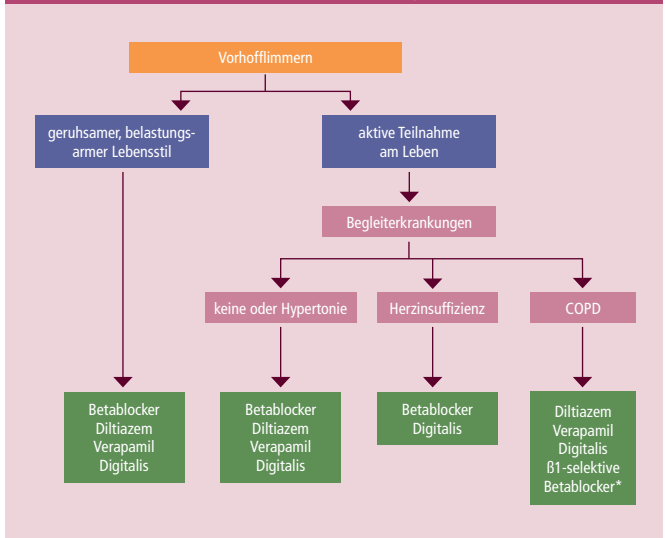 Vorhofflimmern
geruhsamer, belastungs-
armer Lebensstil
aktive Teilnahme
am Leben
Begleiterkrankungen
keine oder Hypertonie
Herzinsuffizienz
COPD
Betablocker
Diltiazem
Verapamil
Digitalis
Betablocker
Diltiazem
Verapamil
Digitalis
Betablocker
Digitalis
Diltiazem
Verapamil
Digitalis
ß1-selektive
Betablocker*